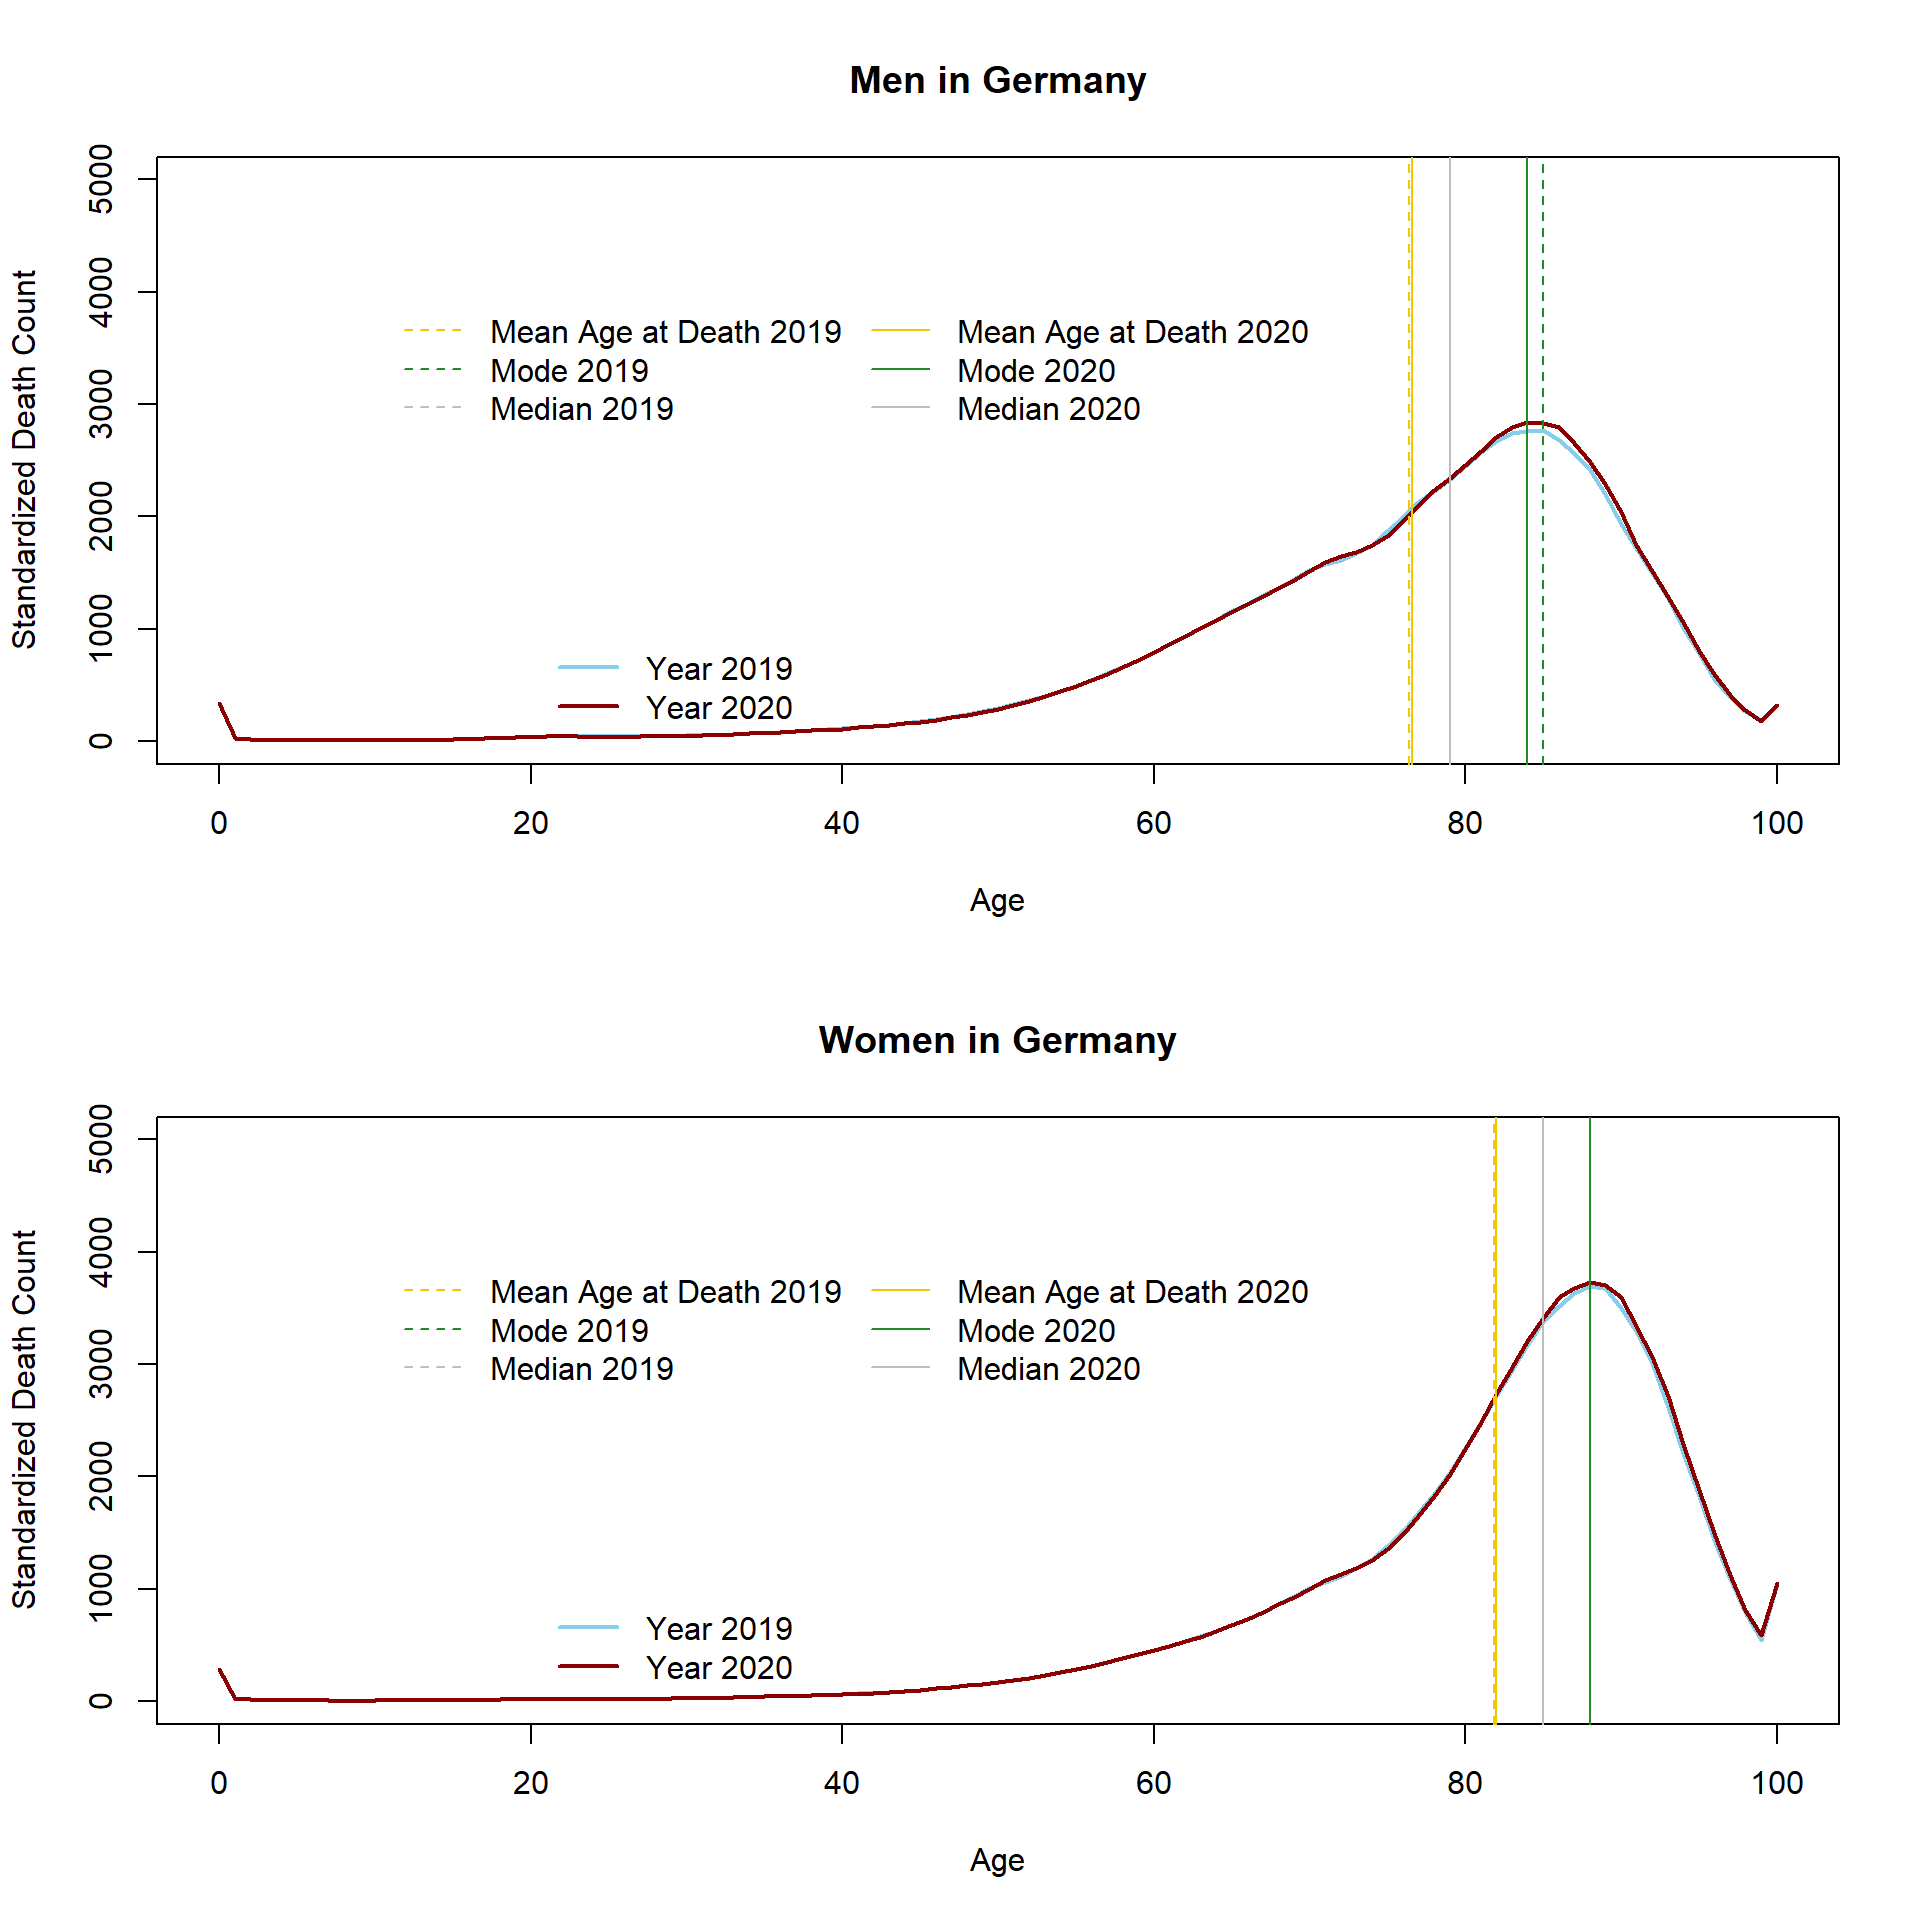 Men in Germany
Standardized Death Count
5000
4000
3000
2000
1000
0
Mean Age at Death 2019 Mean Age at Death 2020
Mode 2019 Mode 2020
Median 2019 Median 2020
Year 2019
Year 2020
0 20 40 60 80 100
Age
Women in Germany
Standardized Death Count
5000
4000
3000
2000
1000
0
Mean Age at Death 2019 Mean Age at Death 2020
Mode 2019 Mode 2020
Median 2019 Median 2020
Year 2019
Year 2020
0 20 40 60 80 100
Age